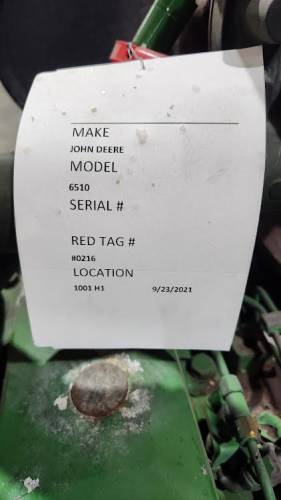 MAKE
JOHN DEERE
MODEL
6510
SERIAL #
RED TAG #
#0216
LOCATION
1001 H1 9/23/2021